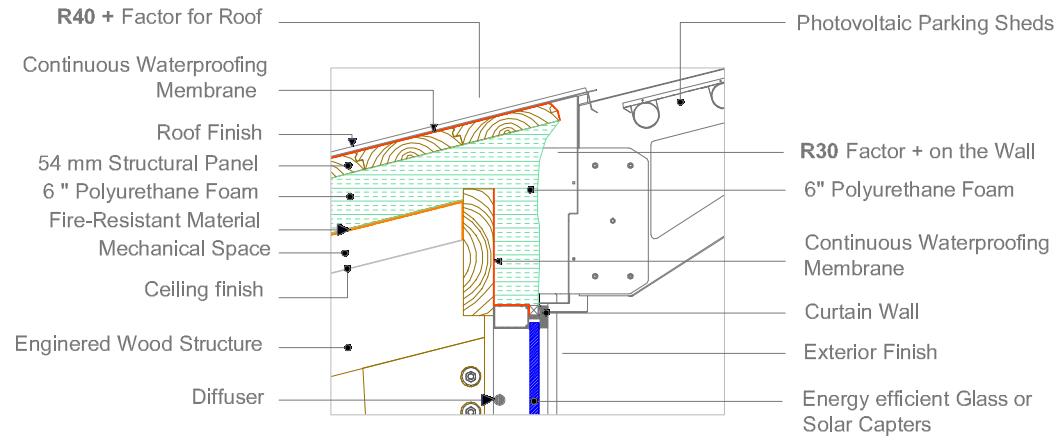 R40 + Factor for Roof
Continuous Waterproofing
Membrane
Roof Finish
54 mm Structural Panel
6 " Polyurethane Foam
Fire-Resistant Material
Mechanical Space
Ceiling finish
Enginered Wood Structure
Diffuser
Photovoltaic Parking Sheds
R30 Factor + on the Wall
6" Polyurethane Foam
Continuous Waterproofing
Membrane
Curtain Wall
Exterior Finish
Energy efficient Glass or
Solar Capters